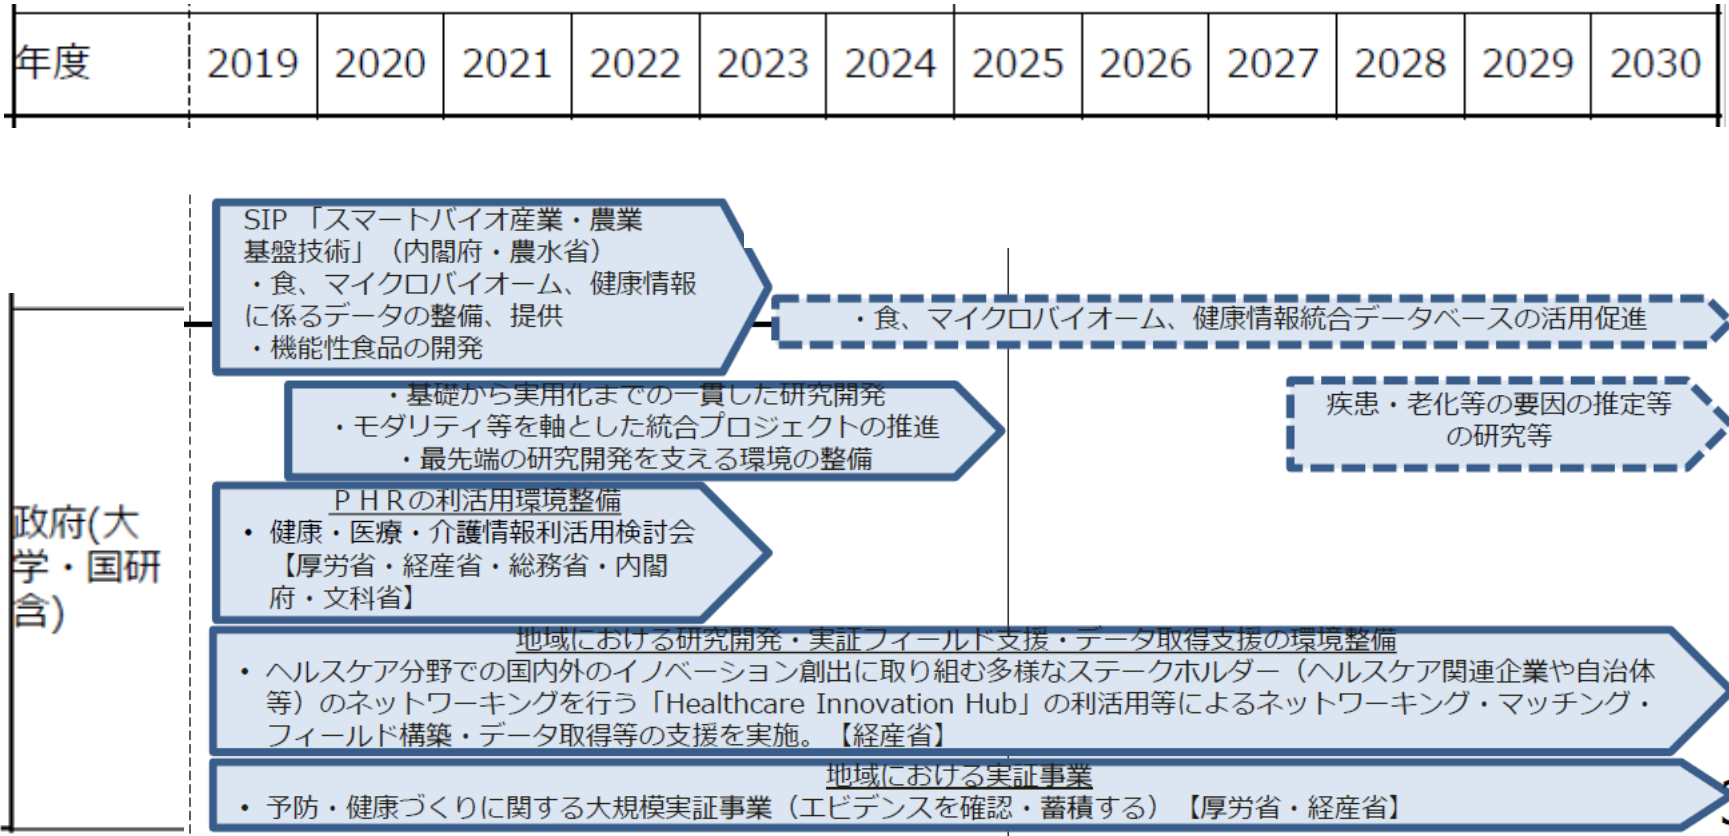 年度 2019 2020 2021 2022 2023 2024 2025 2026 2027 2028 2029 2030
SIP 「スマートバイオ産業・農業
基盤技術」（内閣府・農水省）
・食、マイクロバイオーム、健康情報
に係るデータの整備、提供
・機能性食品の開発
・食、マイクロバイオーム、健康情報統合データベースの活用促進
・基礎から実用化までの一貫した研究開発
・モダリティ等を軸とした統合プロジェクトの推進
・最先端の研究開発を支える環境の整備
疾患・老化等の要因の推定等
の研究等
政府(大
学・国研
含)
ＰＨＲの利活用環境整備
• 健康・医療・介護情報利活用検討会
【厚労省・経産省・総務省・内閣
府・文科省】
地域における研究開発・実証フィールド支援・データ取得支援の環境整備
• ヘルスケア分野での国内外のイノベーション創出に取り組む多様なステークホルダー（ヘルスケア関連企業や自治体
等）のネットワーキングを行う「Healthcare Innovation Hub」の利活用等によるネットワーキング・マッチング・
フィールド構築・データ取得等の支援を実施。【経産省】
地域における実証事業
• 予防・健康づくりに関する大規模実証事業（エビデンスを確認・蓄積する）【厚労省・経産省】